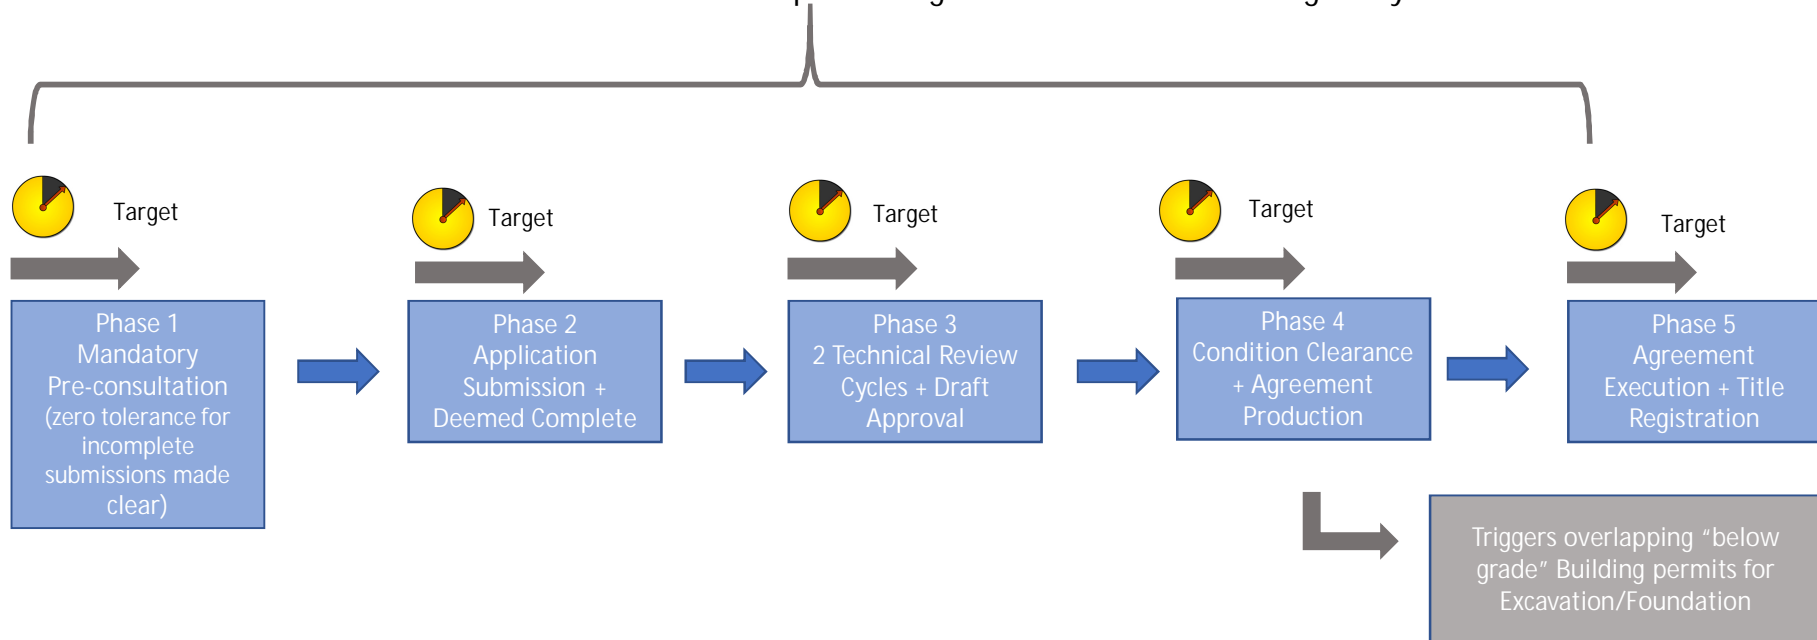 Target
Target
Target
Target
Target
Phase 1
Mandatory
Pre-consultation
(zero tolerance for
incomplete
submissions made
clear)
Phase 2
Application
Submission +
Deemed Complete
Phase 3
2 Technical Review
Cycles + Draft
Approval
Phase 4
Condition Clearance
+ Agreement
Production
Phase 5
Agreement
Execution + Title
Registration
Triggers overlapping “below
grade” Building permits for
Excavation/Foundation